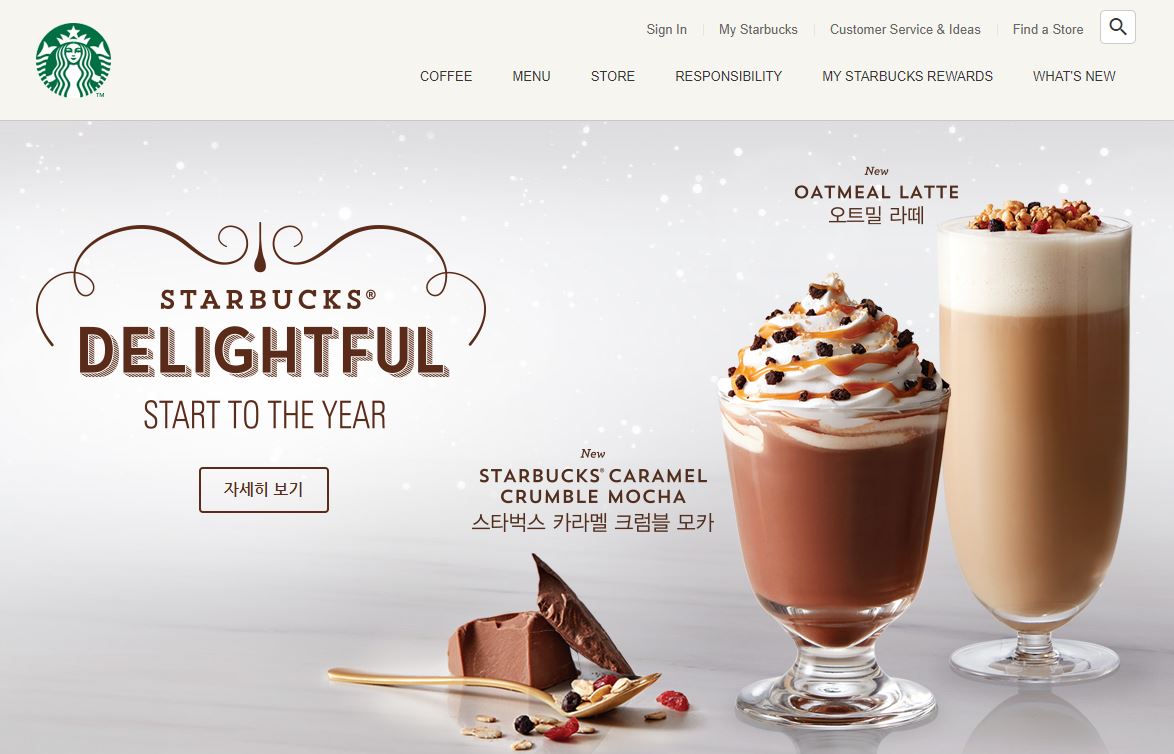 Sign In
My Starbucks
Customer Service & Ideas
Find a Store
COFFEE
MENU
STORE
RESPONSIBILITY
MY STARBUCKS REWARDS
WHAT'S NEW
TM
New
OATMEAL LATTE
오트밀 라떼
STARBUCKS®
DELIGHTFUL
START TO THE YEAR
자세히 보기
New
STARBUCKS® CARAMEL
CRUMBLE MOCHA
스타벅스 카라멜 크럼블 모카